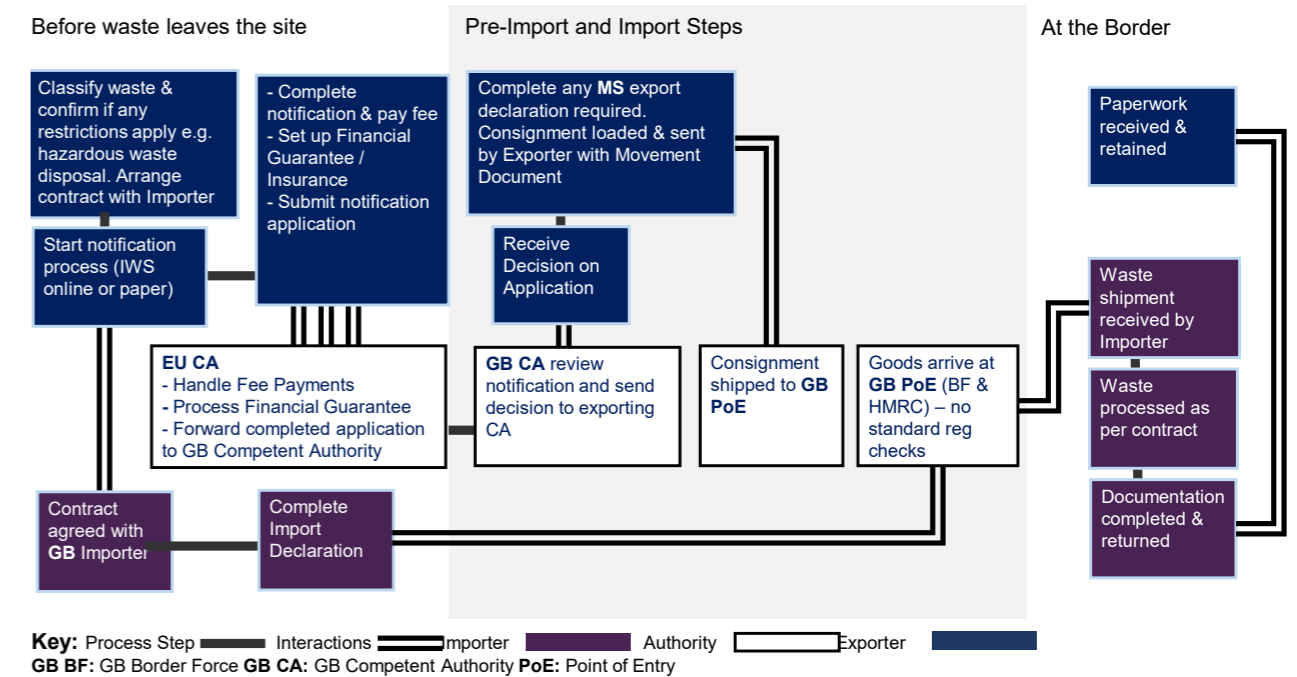 Before waste leaves the site
Pre-Import and Import Steps
At the Border
Classify waste &
confirm if any
restrictions apply e.g.
hazardous waste
disposal. Arrange
contract with Importer
- Complete
notification & pay fee
- Set up Financial
Guarantee /
Insurance
- Submit notification
application
Complete any MS export
declaration required.
Consignment loaded & sent
by Exporter with Movement
Document
Paperwork
received &
retained
Start notification
process (IWS
online or paper)
Receive
Decision on
Application
Waste
shipment
received by
Importer
EU CA
- Handle Fee Payments
- Process Financial Guarantee
- Forward completed application
to GB Competent Authority
GB CA review
notification and send
decision to exporting
CA
Consignment
shipped to GB
PoE
Goods arrive at
GB PoE (BF &
HMRC) – no
standard reg
checks
Waste
processed as
per contract
Contract
agreed with
GB Importer
Complete
Import
Declaration
Documentation
completed &
returned
Key: Process Step Interactions Importer Authority Exporter
GB BF: GB Border Force GB CA: GB Competent Authority PoE: Point of Entry